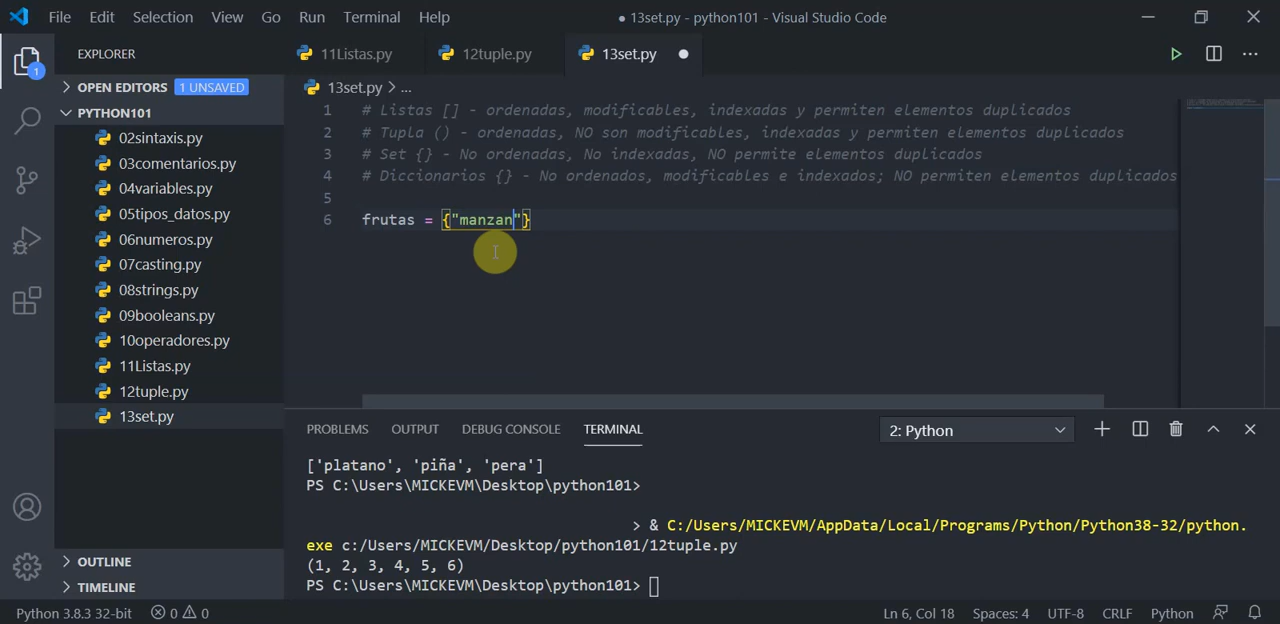 File Edit Selection View Go Run Terminal Help
● 13set.py - python101 - Visual Studio Code
EXPLORER
11Listas.py 12tuple.py 13set.py
1
OPEN EDITORS 1 UNSAVED
13set.py > ...
PYTHON101
02sintaxis.py
03comentarios.py
04variables.py
05tipos_datos.py
06numeros.py
07casting.py
08strings.py
09booleans.py
10operadores.py
11Listas.py
12tuple.py
13set.py
OUTLINE
TIMELINE
1 # Listas [] - ordenadas, modificables, indexadas y permiten elementos duplicados
2 # Tupla () - ordenadas, NO son modificables, indexadas y permiten elementos duplicados
3 # Set {} - No ordenadas, No indexadas, NO permite elementos duplicados
4 # Diccionarios {} - No ordenados, modificables e indexados; NO permiten elementos duplicados
5
6 frutas = {"manzan"}
PROBLEMS OUTPUT DEBUG CONSOLE TERMINAL
2: Python
['platano', 'piña', 'pera']
PS C:\Users\MICKEVM\Desktop\python101>
> & C:/Users/MICKEVM/AppData/Local/Programs/Python/Python38-32/python.
exe c:/Users/MICKEVM/Desktop/python101/12tuple.py
(1, 2, 3, 4, 5, 6)
PS C:\Users\MICKEVM\Desktop\python101>
Python 3.8.3 32-bit 0 0 Ln 6, Col 18 Spaces: 4 UTF-8 CRLF Python